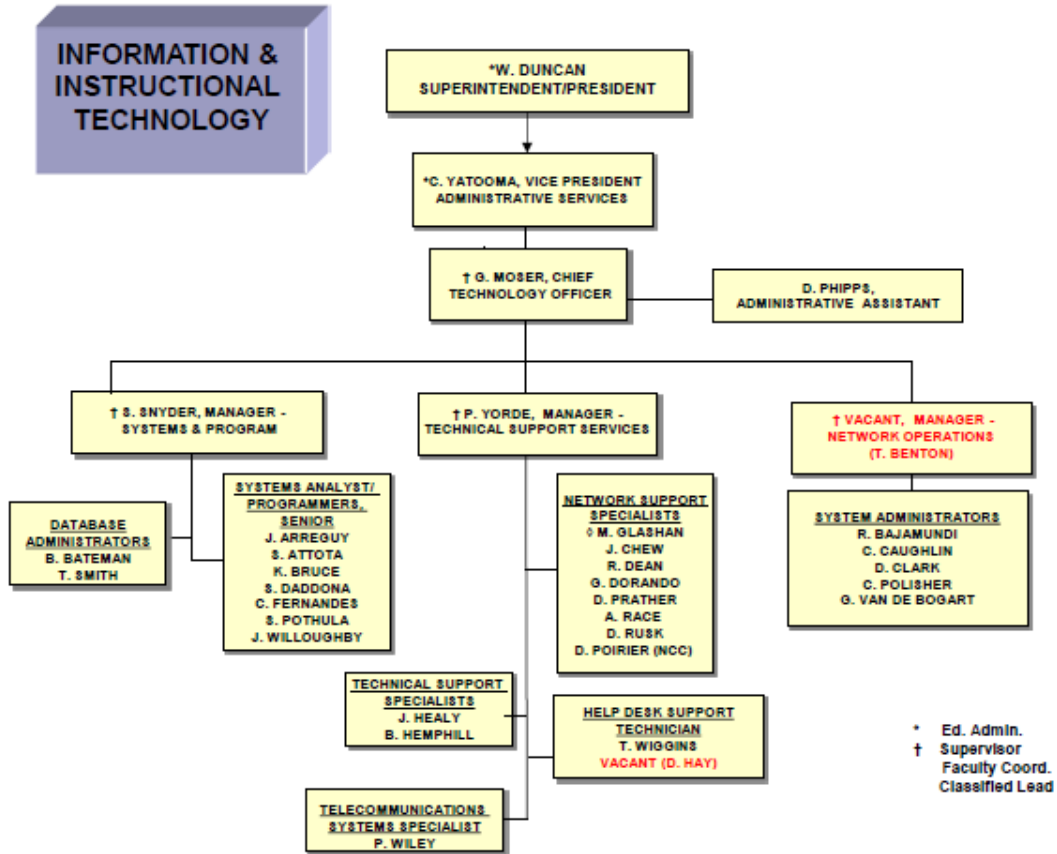 INFORMATION &
INSTRUCTIONAL
TECHNOLOGY
*W. DUNCAN
SUPERINTENDENT/PRESIDENT
*C. YATOOMA, VICE PRESIDENT
ADMINISTRATIVE SERVICES
† G. MOSER, CHIEF
TECHNOLOGY OFFICER
D. PHIPPS,
ADMINISTRATIVE ASSISTANT
† S. SNYDER, MANAGER -
SYSTEMS & PROGRAM
† P. YORDE, MANAGER -
TECHNICAL SUPPORT SERVICES
† VACANT, MANAGER -
NETWORK OPERATIONS
(T. BENTON)
DATABASE
ADMINISTRATORS
B. BATEMAN
T. SMITH
SYSTEMS ANALYST/
PROGRAMMERS,
SENIOR
J. ARREGUY
S. ATTOTA
K. BRUCE
S. DADDONA
C. FERNANDES
S. POTHULA
J. WILLOUGHBY
NETWORK SUPPORT
SPECIALISTS
◊ M. GLASHAN
J. CHEW
R. DEAN
G. DORANDO
D. PRATHER
A. RACE
D. RUSK
D. POIRIER (NCC)
SYSTEM ADMINISTRATORS
R. BAJAMUNDI
C. CAUGHLIN
D. CLARK
C. POLISHER
G. VAN DE BOGART
TECHNICAL SUPPORT
SPECIALISTS
J. HEALY
B. HEMPHILL
HELP DESK SUPPORT
TECHNICIAN
T. WIGGINS
VACANT (D. HAY)
TELECOMMUNICATIONS
SYSTEMS SPECIALIST
P. WILEY
* Ed. Admin.
† Supervisor
Faculty Coord.
Classified Lead